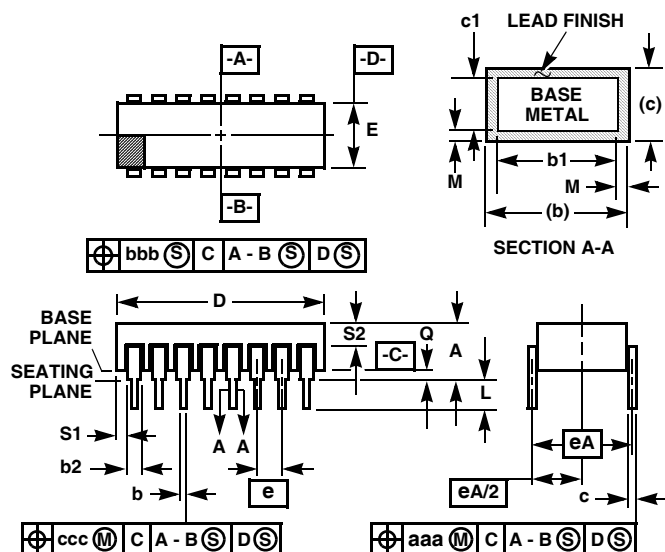 c1 LEAD FINISH
-A- -D-
BASE METAL
(c)
E
b1
M
M
-B-
(b)
SECTION A-A
⌖ bbb Ⓢ C A - B Ⓢ D Ⓢ
D
BASE PLANE
S2 Q A
-C-
SEATING PLANE
L
S1
A A
b2
eA
b
e
eA/2
c
⌖ ccc Ⓜ C A - B Ⓢ D Ⓢ
⌖ aaa Ⓜ C A - B Ⓢ D Ⓢ